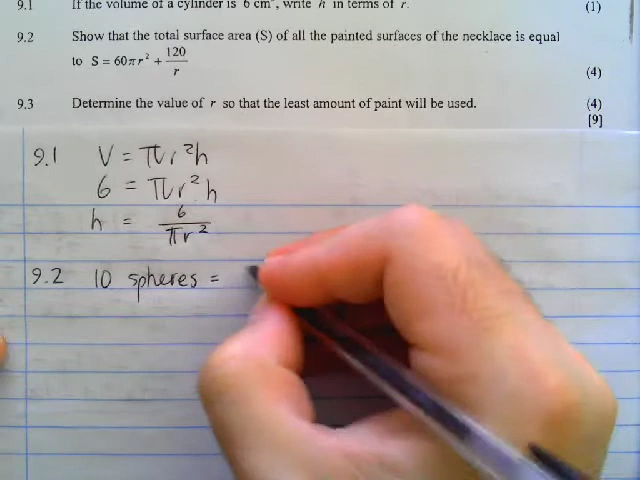 9.1 If the volume of a cylinder is 6 cm³, write h in terms of r. (1)
9.2 Show that the total surface area (S) of all the painted surfaces of the necklace is equal
to S = 60πr² + 120/r (4)
9.3 Determine the value of r so that the least amount of paint will be used. (4)
[9]
9.1 V = πr²h
6 = πr²h
h = 6/πr²
9.2 10 spheres =